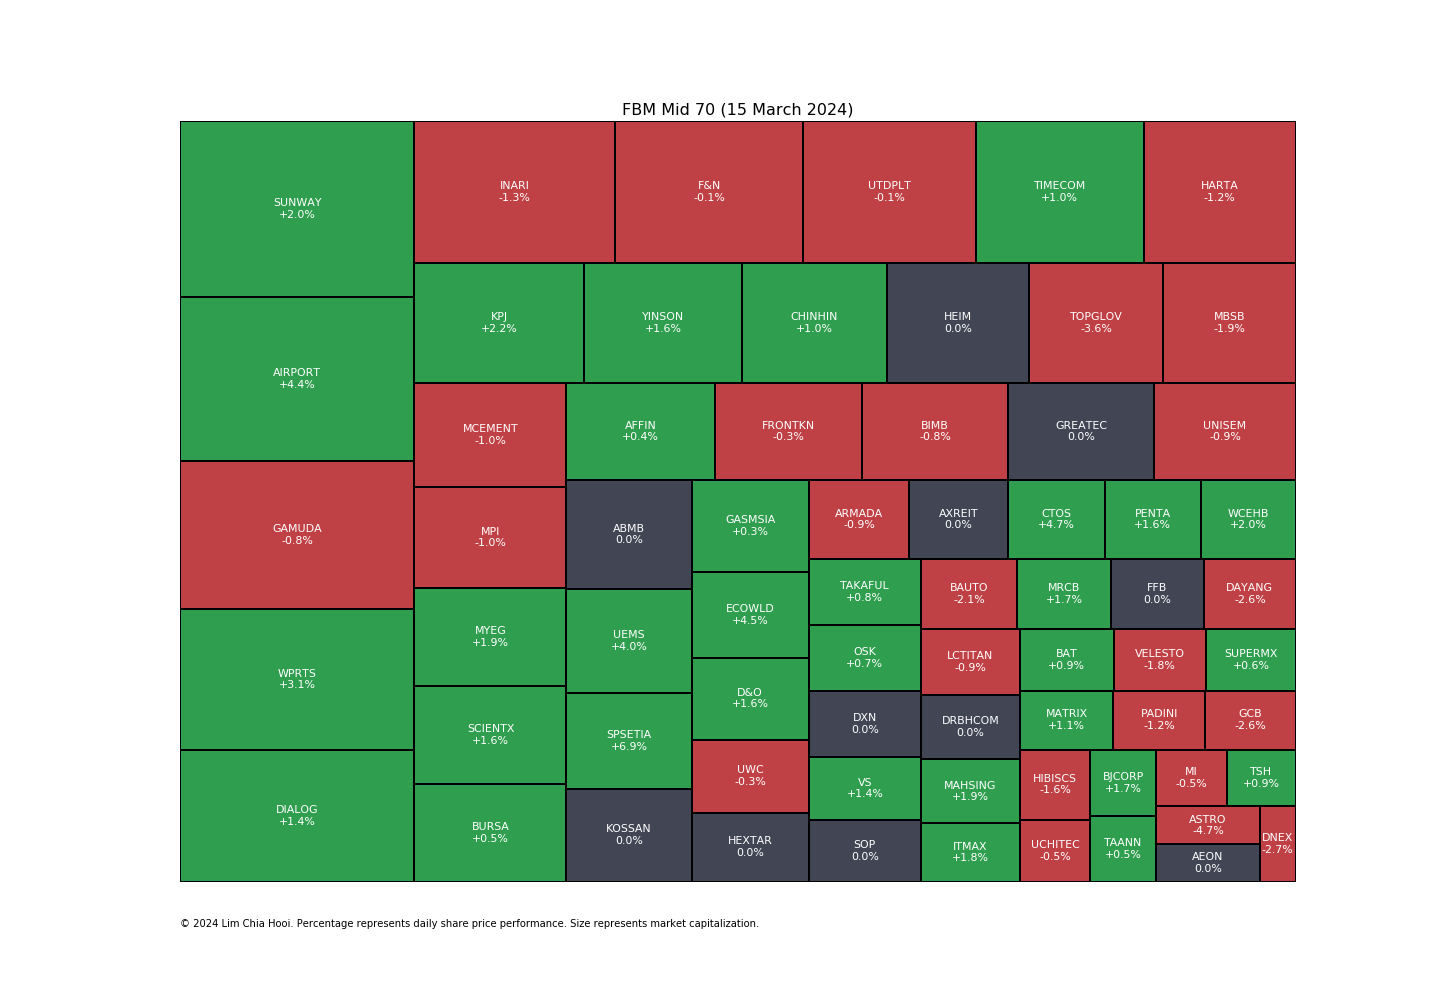 FBM Mid 70 (15 March 2024)
SUNWAY
+2.0%
AIRPORT
+4.4%
GAMUDA
-0.8%
WPRTS
+3.1%
DIALOG
+1.4%
INARI
-1.3%
F&N
-0.1%
UTDPLT
-0.1%
TIMECOM
+1.0%
HARTA
-1.2%
KPJ
+2.2%
YINSON
+1.6%
CHINHIN
+1.0%
HEIM
0.0%
TOPGLOV
-3.6%
MBSB
-1.9%
MCEMENT
-1.0%
MPI
-1.0%
MYEG
+1.9%
SCIENTX
+1.6%
BURSA
+0.5%
AFFIN
+0.4%
FRONTKN
-0.3%
BIMB
-0.8%
GREATEC
0.0%
UNISEM
-0.9%
ABMB
0.0%
UEMS
+4.0%
SPSETIA
+6.9%
KOSSAN
0.0%
GASMSIA
+0.3%
ECOWLD
+4.5%
D&O
+1.6%
UWC
-0.3%
HEXTAR
0.0%
ARMADA
-0.9%
AXREIT
0.0%
CTOS
+4.7%
PENTA
+1.6%
WCEHB
+2.0%
TAKAFUL
+0.8%
OSK
+0.7%
DXN
0.0%
VS
+1.4%
SOP
0.0%
BAUTO
-2.1%
MRCB
+1.7%
FFB
0.0%
DAYANG
-2.6%
LCTITAN
-0.9%
DRBHCOM
0.0%
MAHSING
+1.9%
ITMAX
+1.8%
BAT
+0.9%
VELESTO
-1.8%
SUPERMX
+0.6%
MATRIX
+1.1%
PADINI
-1.2%
GCB
-2.6%
HIBISCS
-1.6%
UCHITEC
-0.5%
BJCORP
+1.7%
TAANN
+0.5%
MI
-0.5%
TSH
+0.9%
ASTRO
-4.7%
AEON
0.0%
DNEX
-2.7%
© 2024 Lim Chia Hooi. Percentage represents daily share price performance. Size represents market capitalization.